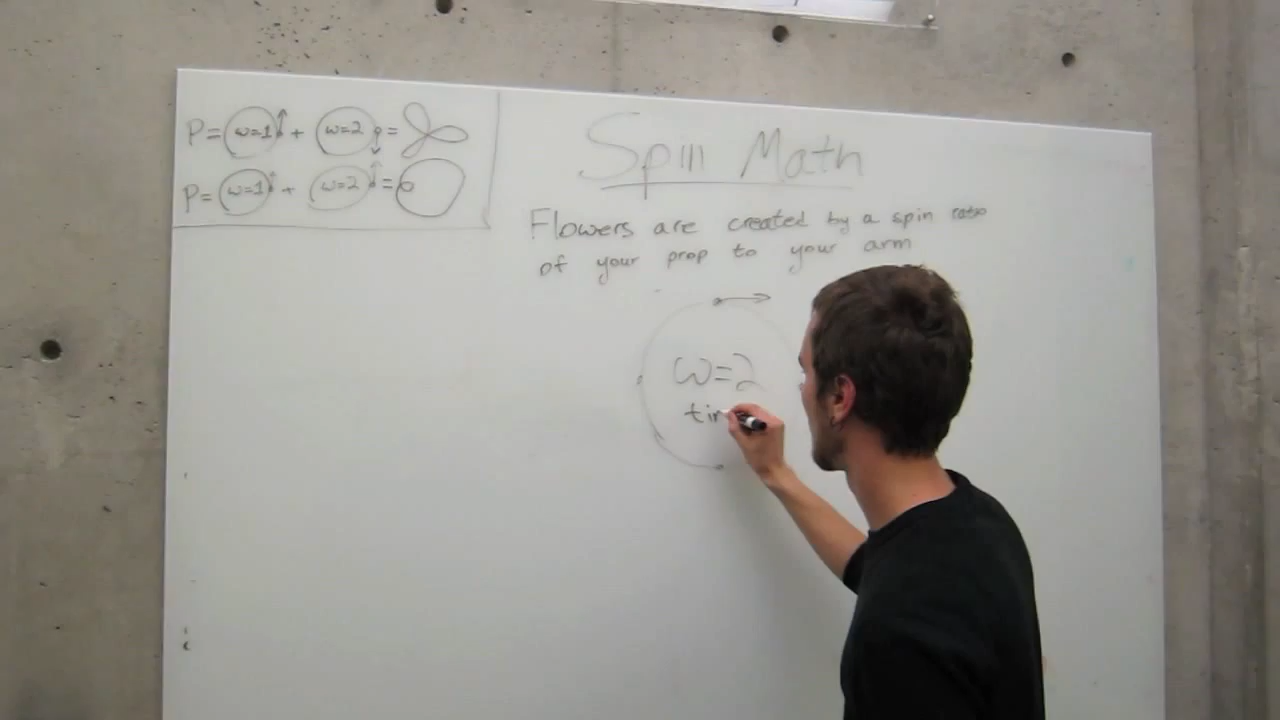 P= ω=1 + ω=2 =
P= ω=1 + ω=2 =
Spin Math
Flowers are created by a spin ratio
of your prop to your arm
ω=2
tim